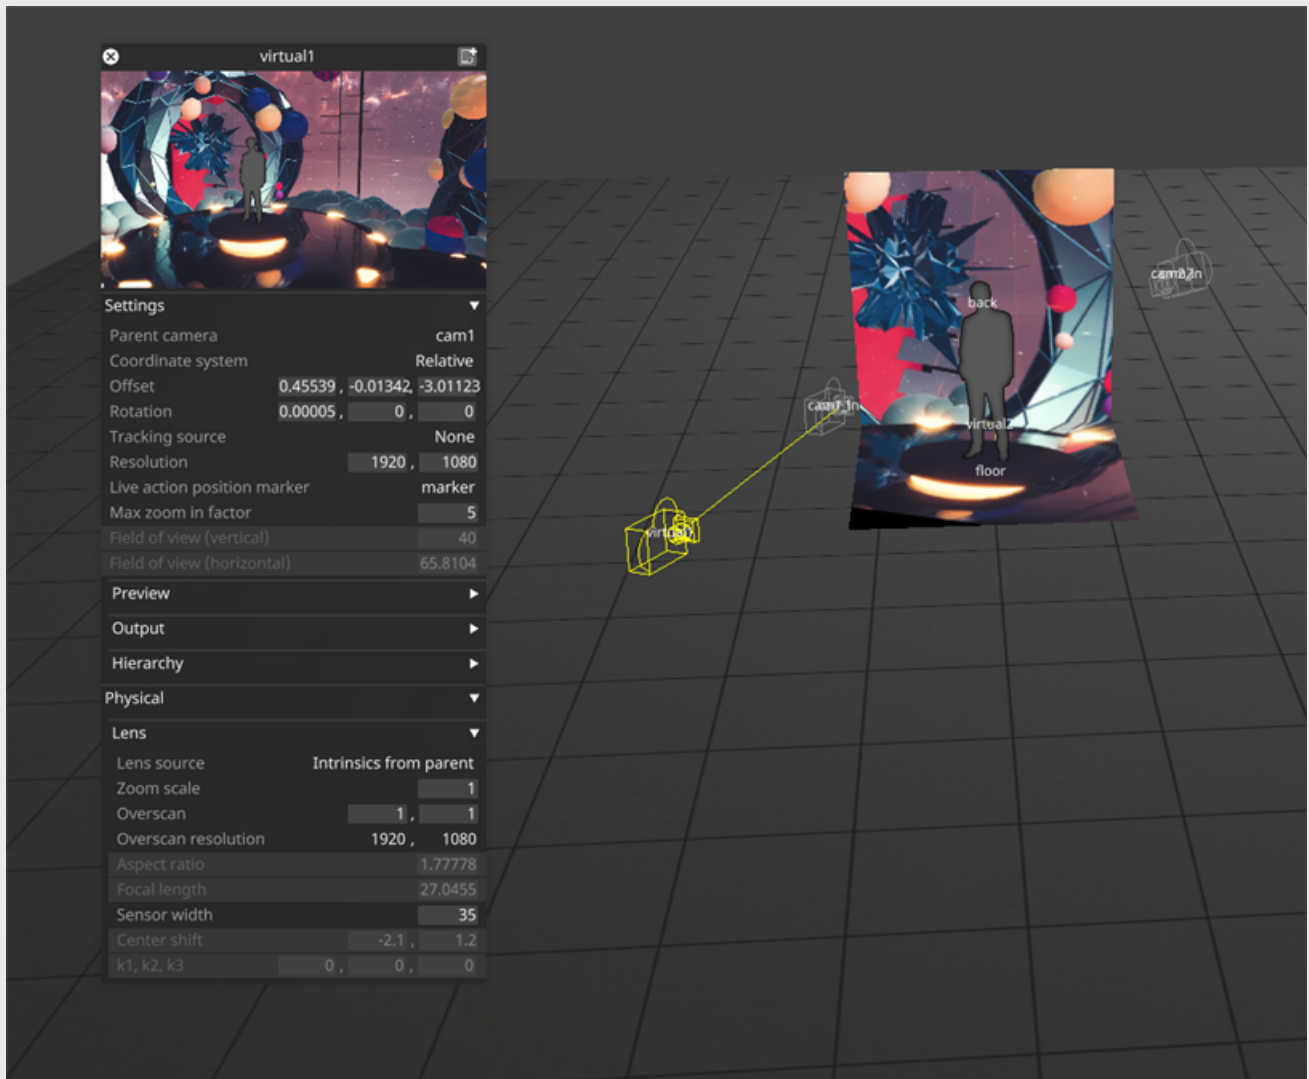 virtual1
Settings
Parent camera cam1
Coordinate system Relative
Offset 0.45539 , -0.01342, -3.01123
Rotation 0.00005 , 0 , 0
Tracking source None
Resolution 1920 , 1080
Live action position marker marker
Max zoom in factor 5
Field of view (vertical) 40
Field of view (horizontal) 65.8104
Preview
Output
Hierarchy
Physical
Lens
Lens source Intrinsics from parent
Zoom scale 1
Overscan 1 , 1
Overscan resolution 1920 , 1080
Aspect ratio 1.77778
Focal length 27.0455
Sensor width 35
Center shift -2.1 , 1.2
k1, k2, k3 0 , 0 , 0
back
virtual2
floor